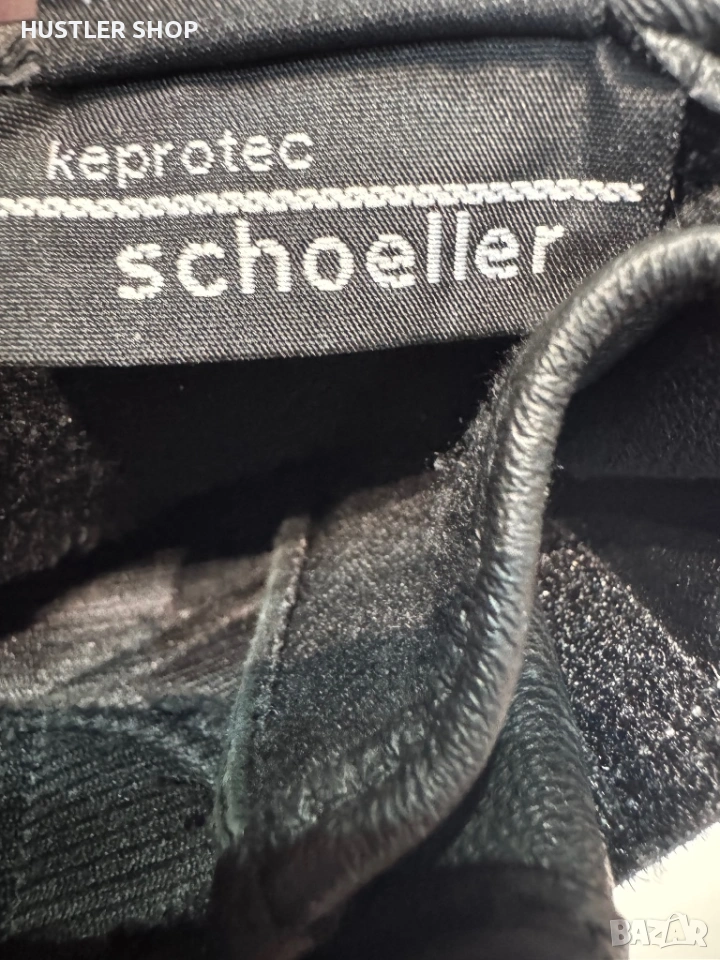 HUSTLER SHOP
keprotec
schoeller
BAZAR